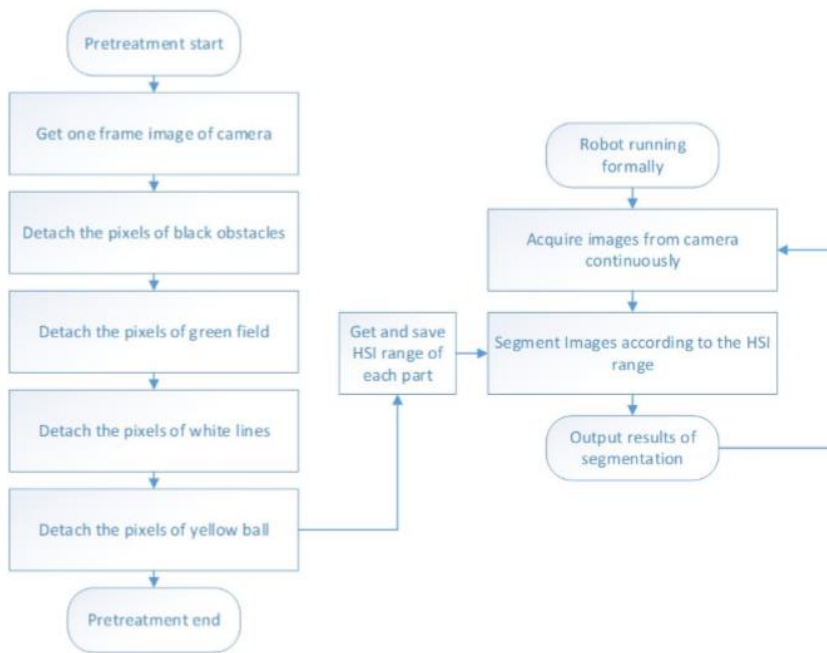 Pretreatment start
Get one frame image of camera
Detach the pixels of black obstacles
Detach the pixels of green field
Detach the pixels of white lines
Detach the pixels of yellow ball
Pretreatment end
Get and save
HSI range of
each part
Robot running
formally
Acquire images from camera
continuously
Segment Images according to the HSI
range
Output results of
segmentation